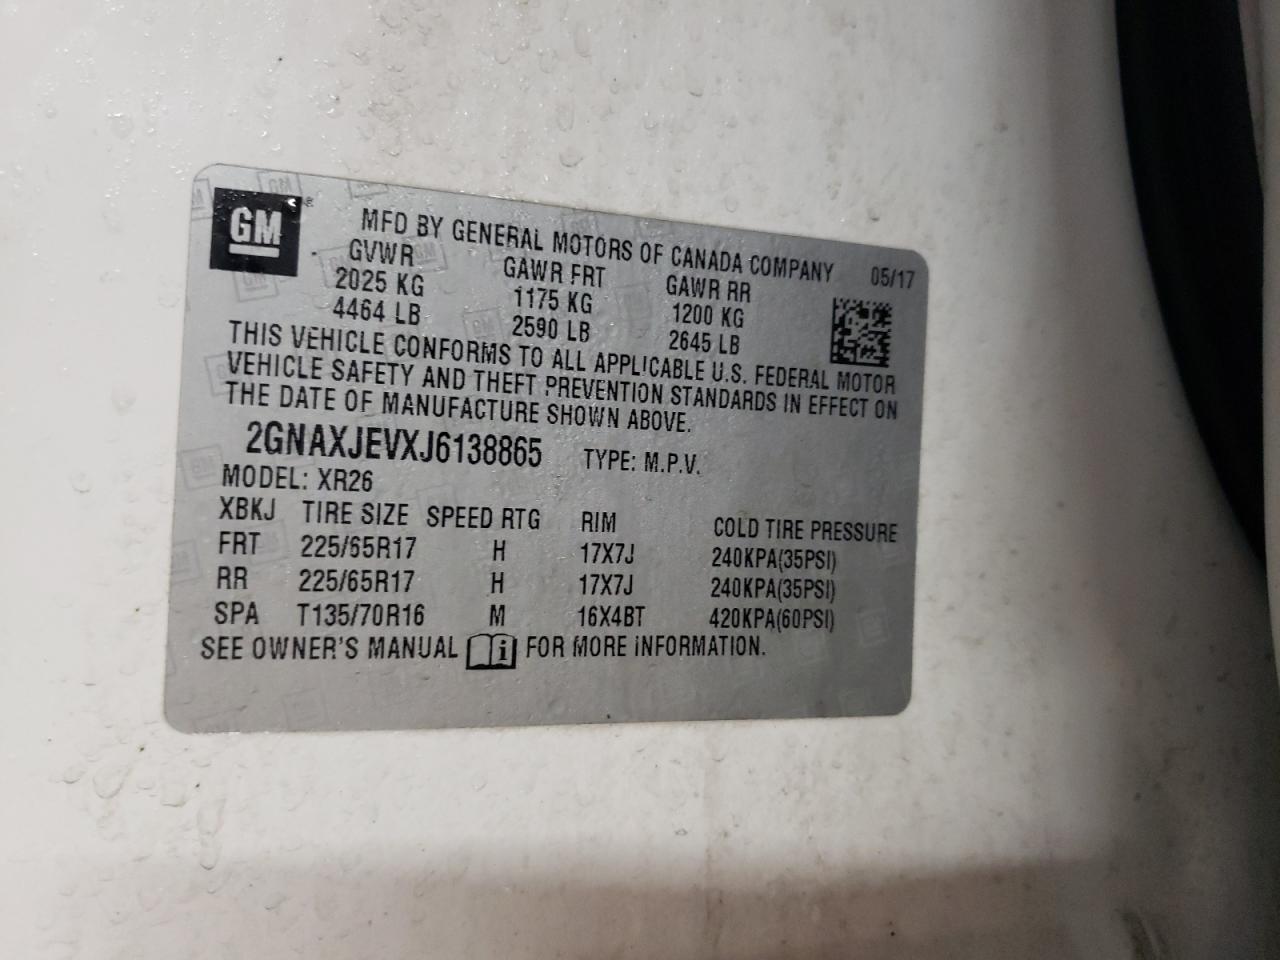 GM
MFD BY GENERAL MOTORS OF CANADA COMPANY 05/17
GVWR GAWR FRT GAWR RR
2025 KG 1175 KG 1200 KG
4464 LB 2590 LB 2645 LB
THIS VEHICLE CONFORMS TO ALL APPLICABLE U.S. FEDERAL MOTOR
VEHICLE SAFETY AND THEFT PREVENTION STANDARDS IN EFFECT ON
THE DATE OF MANUFACTURE SHOWN ABOVE.
2GNAXJEVXJ6138865 TYPE: M.P.V.
MODEL: XR26
XBKJ TIRE SIZE SPEED RTG RIM COLD TIRE PRESSURE
FRT 225/65R17 H 17X7J 240KPA(35PSI)
RR 225/65R17 H 17X7J 240KPA(35PSI)
SPA T135/70R16 M 16X4BT 420KPA(60PSI)
SEE OWNER'S MANUAL i FOR MORE INFORMATION.